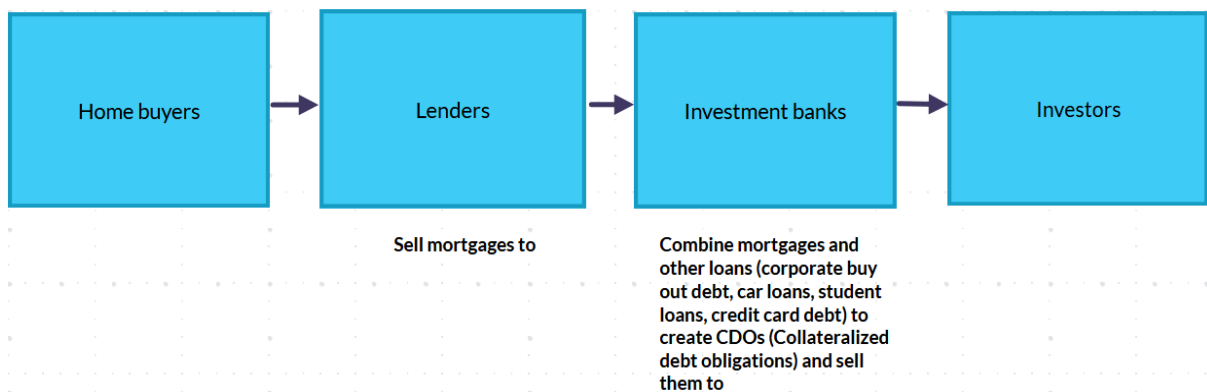 Home buyers
Lenders
Investment banks
Investors
Sell mortgages to
Combine mortgages and
other loans (corporate buy
out debt, car loans, student
loans, credit card debt) to
create CDOs (Collateralized
debt obligations) and sell
them to